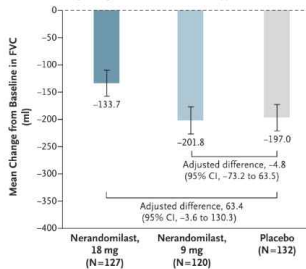 Mean Change from Baseline in FVC
(ml)
0
−50
−100
−150
−200
−250
−300
−350
−400
−133.7
−201.8
−197.0
Adjusted difference, −4.8
(95% CI, −73.2 to 63.5)
Adjusted difference, 63.4
(95% CI, −3.6 to 130.3)
Nerandomilast,
18 mg
(N=127)
Nerandomilast,
9 mg
(N=120)
Placebo
(N=132)